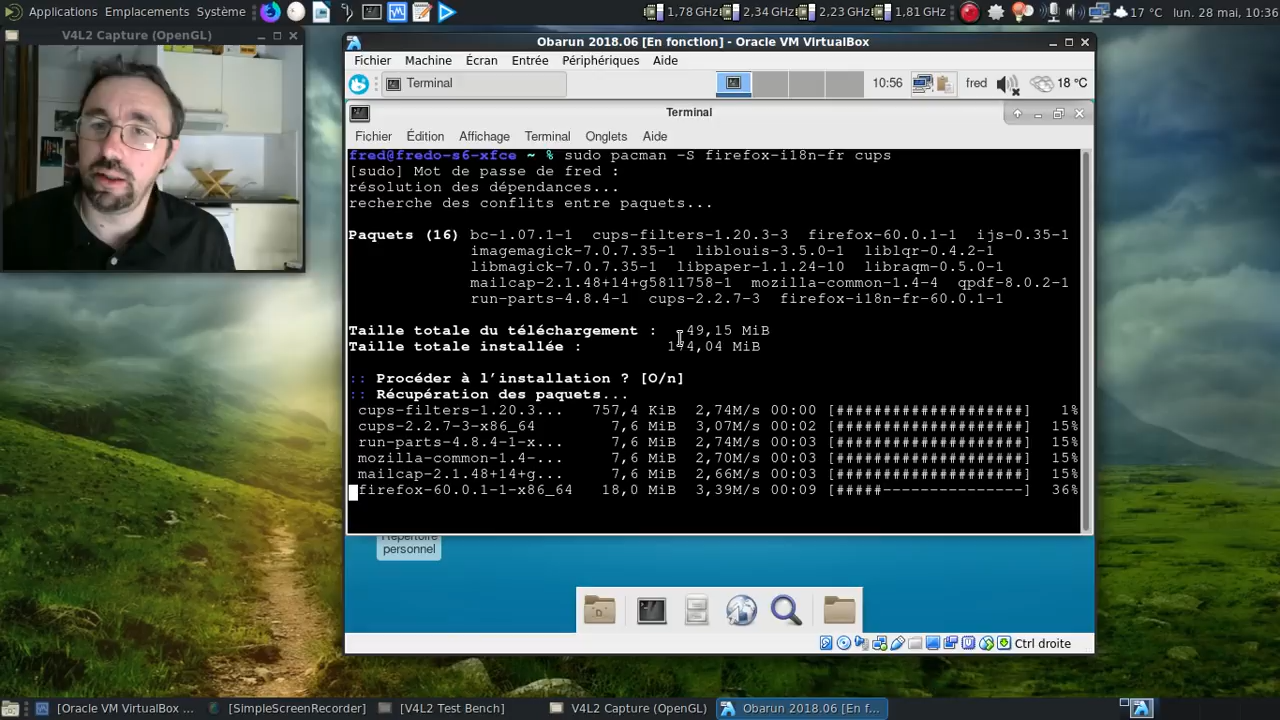 Applications Emplacements Système
1,78 GHz 2,34 GHz 2,23 GHz 1,81 GHz 17 °C lun. 28 mai, 10:36
V4L2 Capture (OpenGL)
Obarun 2018.06 [En fonction] - Oracle VM VirtualBox
Fichier Machine Écran Entrée Périphériques Aide
Terminal 10:56 fred 18 °C
Terminal
Fichier Édition Affichage Terminal Onglets Aide
fred@fredo-s6-xfce ~ % sudo pacman -S firefox-i18n-fr cups
[sudo] Mot de passe de fred :
résolution des dépendances...
recherche des conflits entre paquets...
Paquets (16) bc-1.07.1-1 cups-filters-1.20.3-3 firefox-60.0.1-1 ijs-0.35-1
imagemagick-7.0.7.35-1 liblouis-3.5.0-1 liblqr-0.4.2-1
libmagick-7.0.7.35-1 libpaper-1.1.24-10 libraqm-0.5.0-1
mailcap-2.1.48+14+g5811758-1 mozilla-common-1.4-4 qpdf-8.0.2-1
run-parts-4.8.4-1 cups-2.2.7-3 firefox-i18n-fr-60.0.1-1
Taille totale du téléchargement : 49,15 MiB
Taille totale installée : 174,04 MiB
:: Procéder à l’installation ? [O/n]
:: Récupération des paquets...
cups-filters-1.20.3... 757,4 KiB 2,74M/s 00:00 [####################] 1%
cups-2.2.7-3-x86_64 7,6 MiB 3,07M/s 00:02 [####################] 15%
run-parts-4.8.4-1-x... 7,6 MiB 2,74M/s 00:03 [####################] 15%
mozilla-common-1.4-... 7,6 MiB 2,70M/s 00:03 [####################] 15%
mailcap-2.1.48+14+g... 7,6 MiB 2,66M/s 00:03 [####################] 15%
firefox-60.0.1-1-x86_64 18,0 MiB 3,39M/s 00:09 [#####---------------] 36%
Répertoire
personnel
Ctrl droite
[Oracle VM VirtualBox ... [SimpleScreenRecorder] [V4L2 Test Bench] V4L2 Capture (OpenGL) Obarun 2018.06 [En f...